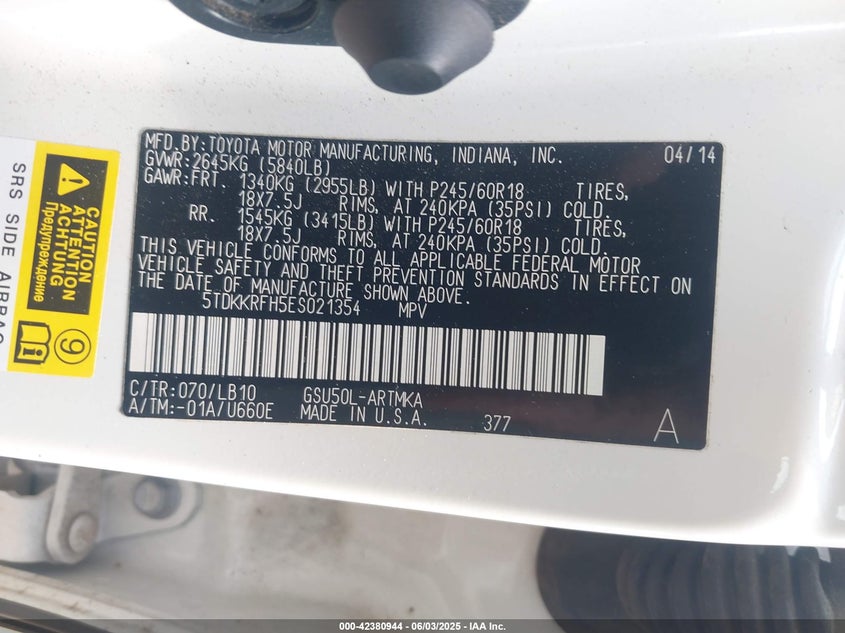 MFD.BY:TOYOTA MOTOR MANUFACTURING, INDIANA, INC. 04/14
GVWR:2645KG (5840LB)
GAWR:FRT. 1340KG (2955LB) WITH P245/60R18 TIRES,
18X7.5J RIMS, AT 240KPA (35PSI) COLD.
RR. 1545KG (3415LB) WITH P245/60R18 TIRES,
18X7.5J RIMS, AT 240KPA (35PSI) COLD.
THIS VEHICLE CONFORMS TO ALL APPLICABLE FEDERAL MOTOR
VEHICLE SAFETY AND THEFT PREVENTION STANDARDS IN EFFECT ON
THE DATE OF MANUFACTURE SHOWN ABOVE.
5TDKKRFH5ES021354 MPV
C/TR:070/LB10 GSU50L-ARTMKA
A/TM:-01A/U660E MADE IN U.S.A. 377 A
SRS SIDE AIRBAG
CAUTION
ATTENTION
ACHTUNG
Предупреждение
9
000-42380944 - 06/03/2025 - IAA Inc.